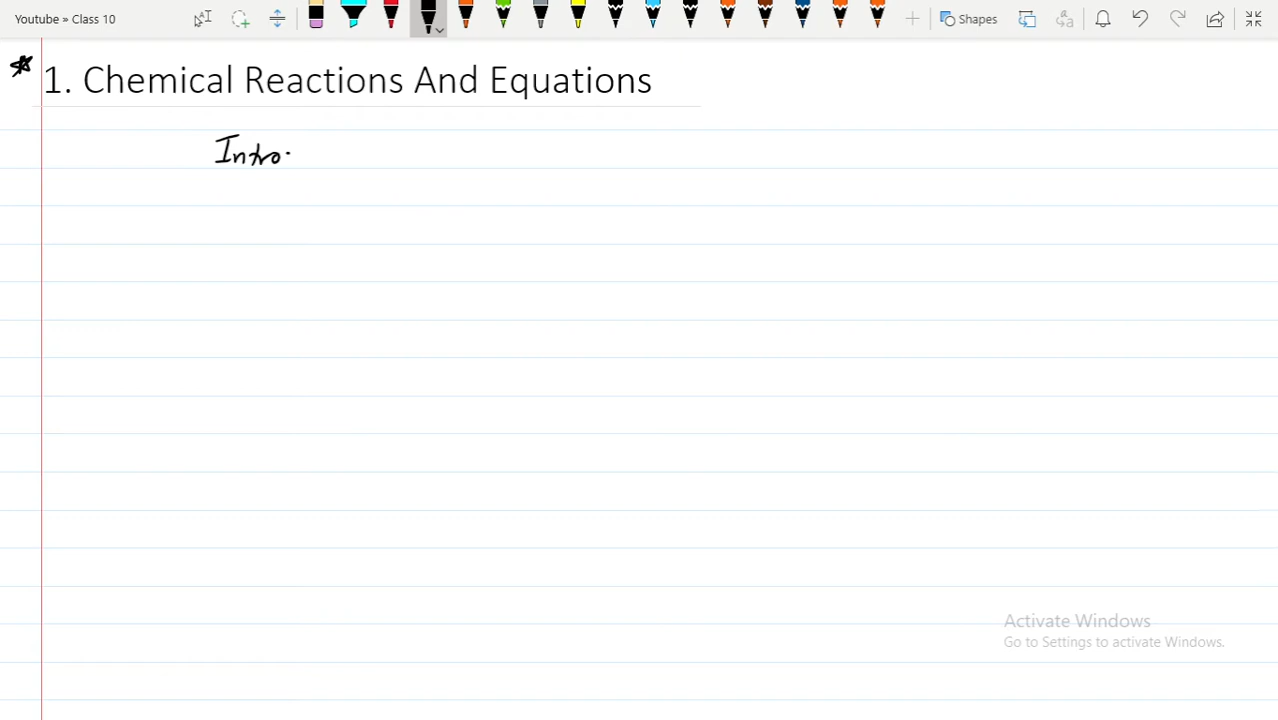 Youtube » Class 10
Shapes
1. Chemical Reactions And Equations
Intro.
Activate Windows
Go to Settings to activate Windows.